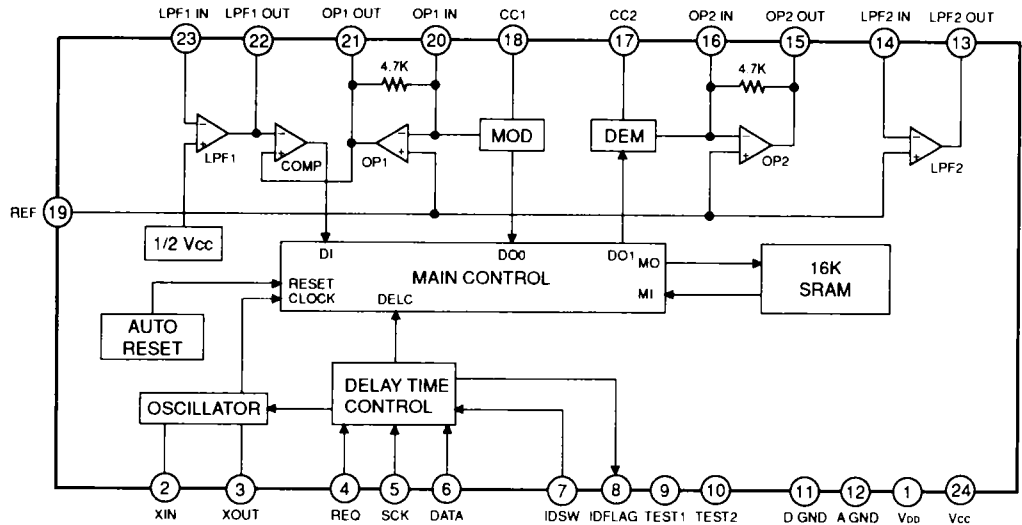 LPF1 IN LPF1 OUT OP1 OUT OP1 IN CC1 CC2 OP2 IN OP2 OUT LPF2 IN LPF2 OUT
23 22 21 20 18 17 16 15 14 13
4.7K 4.7K
MOD DEM
LPF1 COMP OP1 OP2 LPF2
REF 19
1/2 Vcc
DI DO0 DO1
MAIN CONTROL
MO
MI
RESET
CLOCK
DELC
16K
SRAM
AUTO
RESET
DELAY TIME
CONTROL
OSCILLATOR
2 3 4 5 6 7 8 9 10 11 12 1 24
XIN XOUT REQ SCK DATA IDSW IDFLAG TEST1 TEST2 D GND A GND VDD Vcc